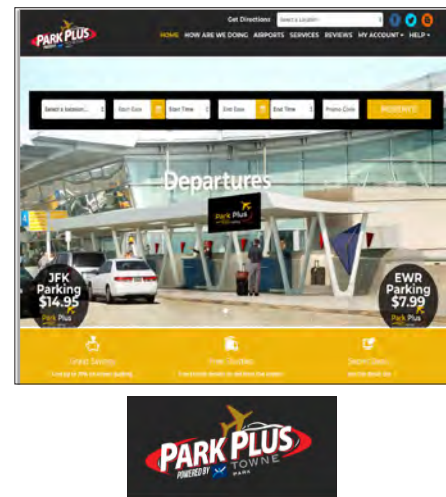 Get Directions Select a Location
PARK PLUS
HOME HOW ARE WE DOING AIRPORTS SERVICES REVIEWS MY ACCOUNT HELP
Select a location... Start Date Start Time End Date End Time Promo Code
Departures
Park Plus
JFK
Parking
$14.95
Park Plus
EWR
Parking
$7.99
Park Plus
PARK PLUS
POWERED BY TOWNE
PARK